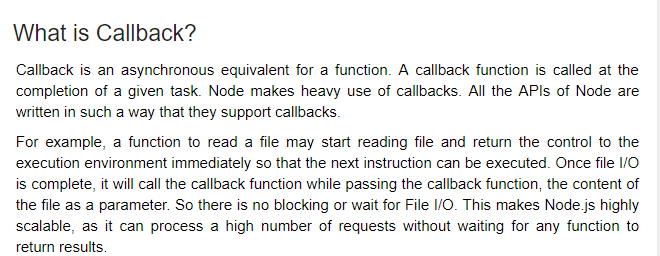 What is Callback?
Callback is an asynchronous equivalent for a function. A callback function is called at the
completion of a given task. Node makes heavy use of callbacks. All the APIs of Node are
written in such a way that they support callbacks.
For example, a function to read a file may start reading file and return the control to the
execution environment immediately so that the next instruction can be executed. Once file I/O
is complete, it will call the callback function while passing the callback function, the content of
the file as a parameter. So there is no blocking or wait for File I/O. This makes Node.js highly
scalable, as it can process a high number of requests without waiting for any function to
return results.